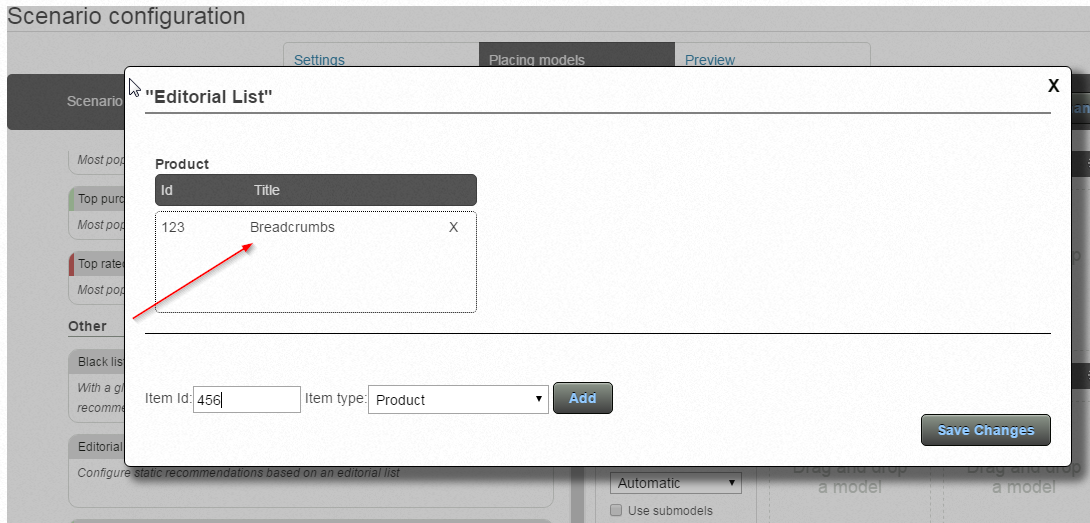 Scenario configuration
Settings
Placing models
Preview
Scenario
"Editorial List"
X
Most pop
Product
Id Title
Top purc
123 Breadcrumbs X
Most pop
Top rate
Most pop
Other
Black lis
With a gl
recomme
Item Id: 456 Item type: Product Add
Save Changes
Editorial
Configure static recommendations based on an editorial list
Automatic
Use submodels
Drag and drop
a model
Drag and drop
a model